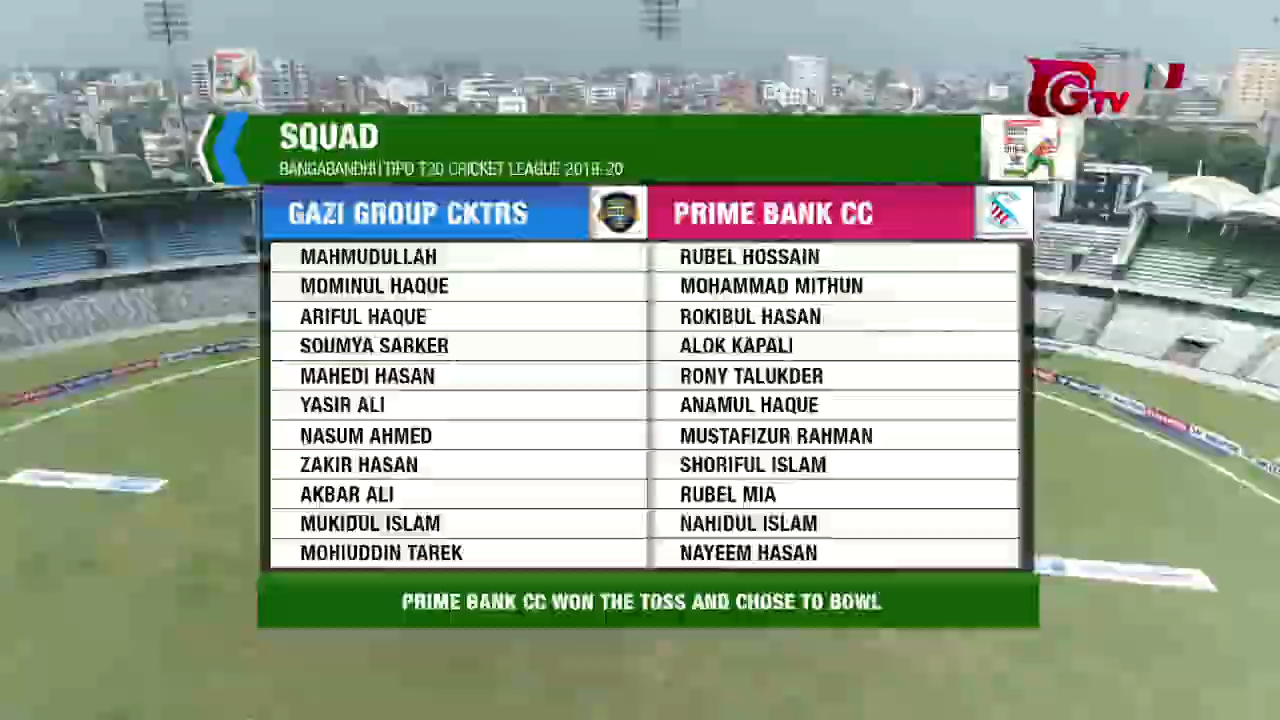 GTV
SQUAD
BANGABANDHU DPD T20 CRICKET LEAGUE 2019-20
GAZI GROUP CKTRS
PRIME BANK CC
MAHMUDULLAH
RUBEL HOSSAIN
MOMINUL HAQUE
MOHAMMAD MITHUN
ARIFUL HAQUE
ROKIBUL HASAN
SOUMYA SARKER
ALOK KAPALI
MAHEDI HASAN
RONY TALUKDER
YASIR ALI
ANAMUL HAQUE
NASUM AHMED
MUSTAFIZUR RAHMAN
ZAKIR HASAN
SHORIFUL ISLAM
AKBAR ALI
RUBEL MIA
MUKIDUL ISLAM
NAHIDUL ISLAM
MOHIUDDIN TAREK
NAYEEM HASAN
PRIME BANK CC WON THE TOSS AND CHOSE TO BOWL